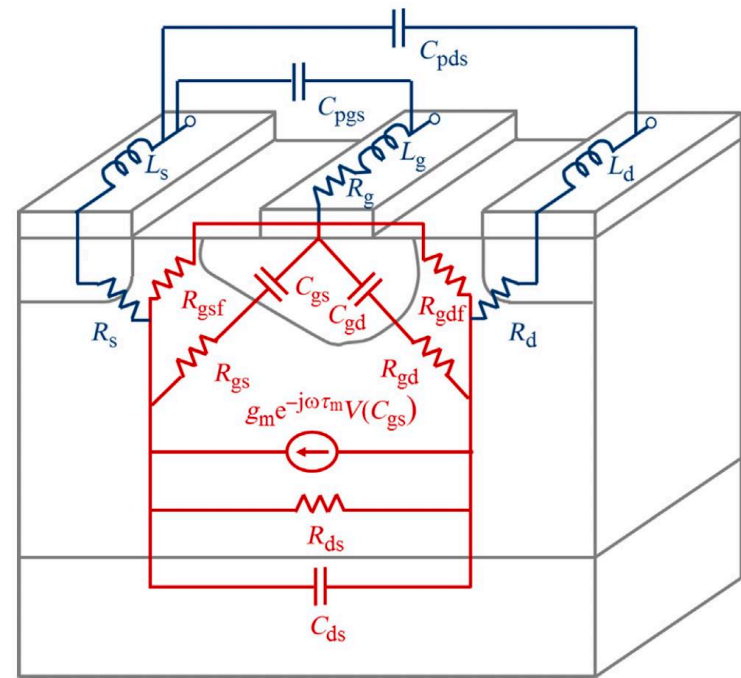 C_pds
C_pgs
L_s
L_g
L_d
R_g
R_gsf
C_gs
C_gd
R_gdf
R_s
R_d
R_gs
R_gd
g_m e^{−jωτ_m} V(C_gs)
R_ds
C_ds